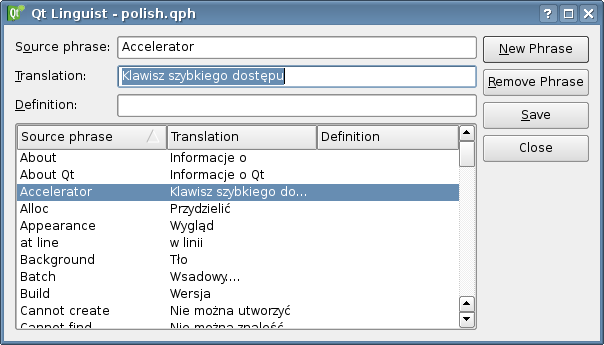 Qt Linguist - polish.qph
Source phrase: Accelerator
New Phrase
Translation: Klawisz szybkiego dostępu
Remove Phrase
Definition:
Save
Close
Source phrase Translation Definition
About Informacje o
About Qt Informacje o Qt
Accelerator Klawisz szybkiego do...
Alloc Przydzielić
Appearance Wygląd
at line w linii
Background Tło
Batch Wsadowy....
Build Wersja
Cannot create Nie można utworzyć
Cannot find Nie można znaleźć